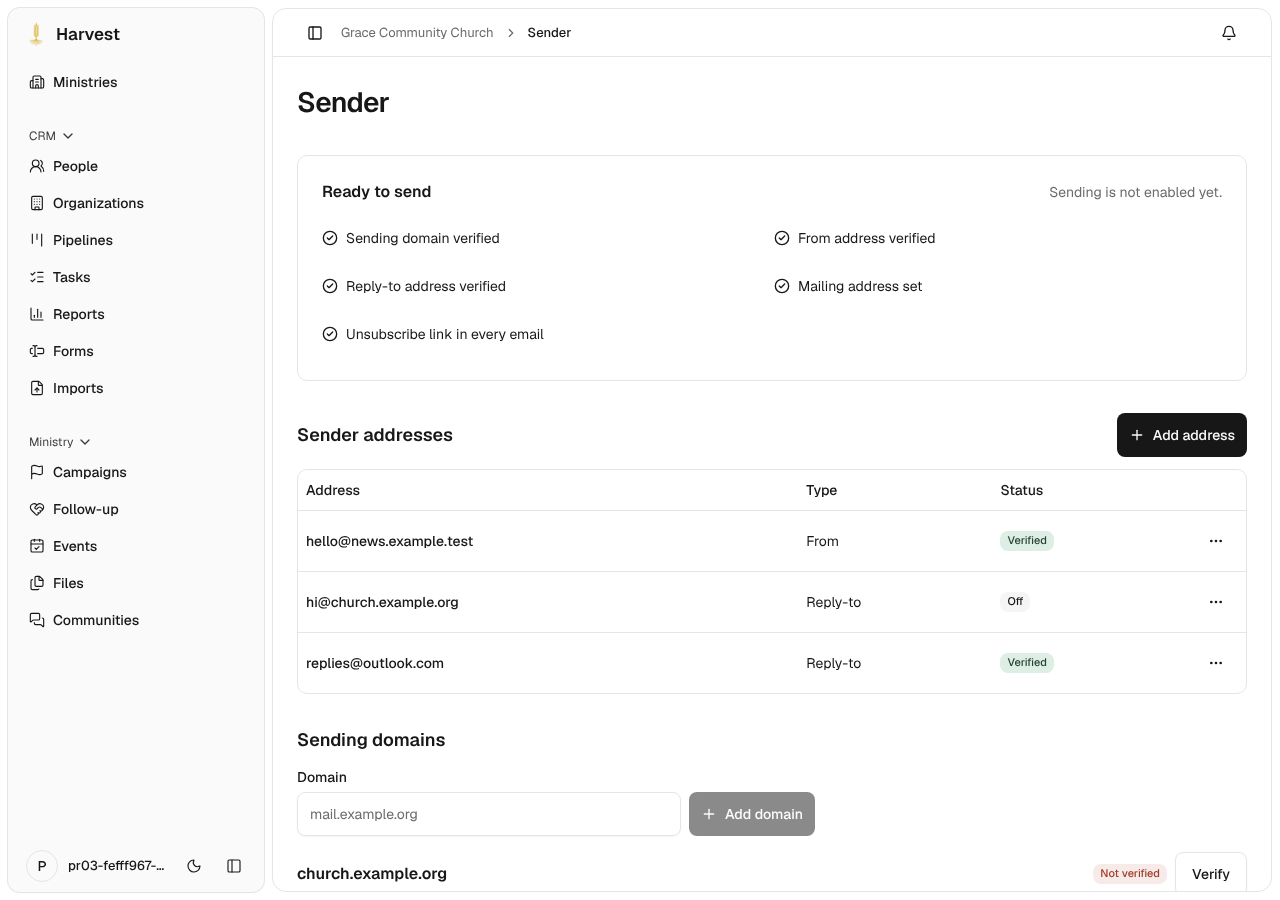 Harvest
Ministries
CRM
People
Organizations
Pipelines
Tasks
Reports
Forms
Imports
Ministry
Campaigns
Follow-up
Events
Files
Communities
P pr03-fefff967-...
Grace Community Church > Sender
Sender
Ready to send
Sending is not enabled yet.
Sending domain verified
From address verified
Reply-to address verified
Mailing address set
Unsubscribe link in every email
Sender addresses
+ Add address
Address Type Status
hello@news.example.test From Verified ...
hi@church.example.org Reply-to Off ...
replies@outlook.com Reply-to Verified ...
Sending domains
Domain
mail.example.org
+ Add domain
church.example.org Not verified Verify